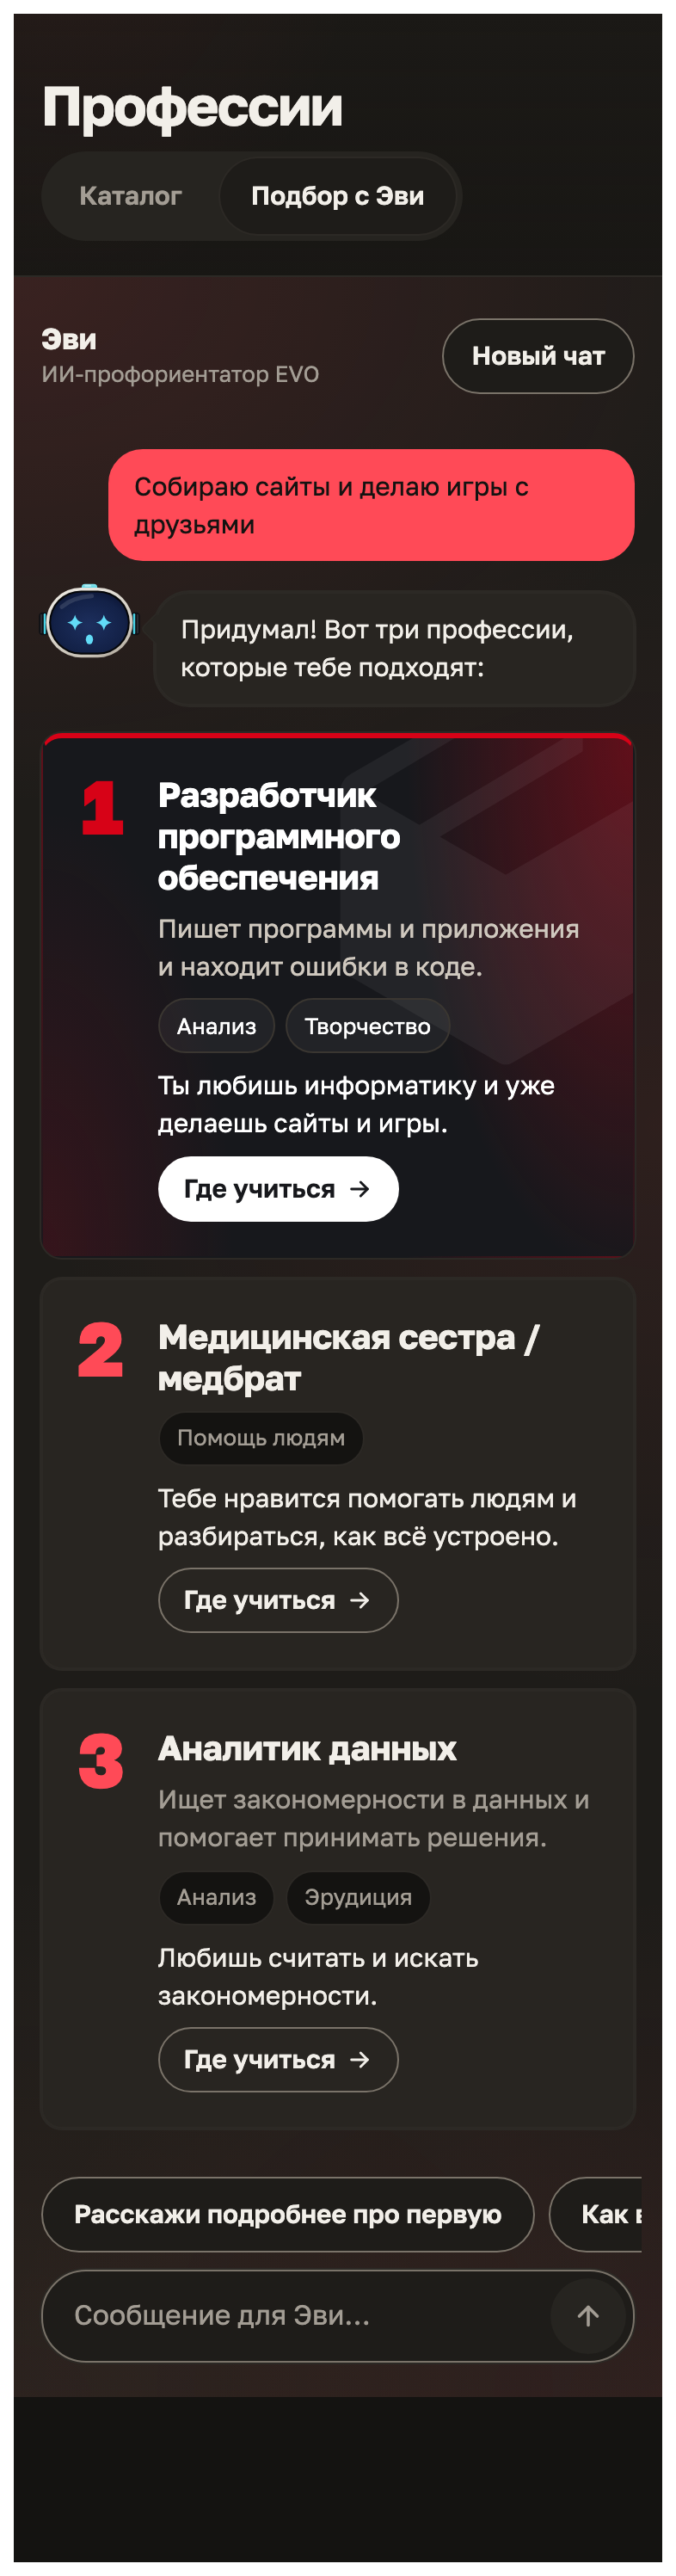 Профессии
Каталог
Подбор с Эви
Эви
ИИ-профориентатор EVO
Новый чат
Собираю сайты и делаю игры с
друзьями
Придумал! Вот три профессии,
которые тебе подходят:
1
Разработчик
программного
обеспечения
Пишет программы и приложения
и находит ошибки в коде.
Анализ
Творчество
Ты любишь информатику и уже
делаешь сайты и игры.
Где учиться →
2
Медицинская сестра /
медбрат
Помощь людям
Тебе нравится помогать людям и
разбираться, как всё устроено.
Где учиться →
3
Аналитик данных
Ищет закономерности в данных и
помогает принимать решения.
Анализ
Эрудиция
Любишь считать и искать
закономерности.
Где учиться →
Расскажи подробнее про первую
Как
Сообщение для Эви...